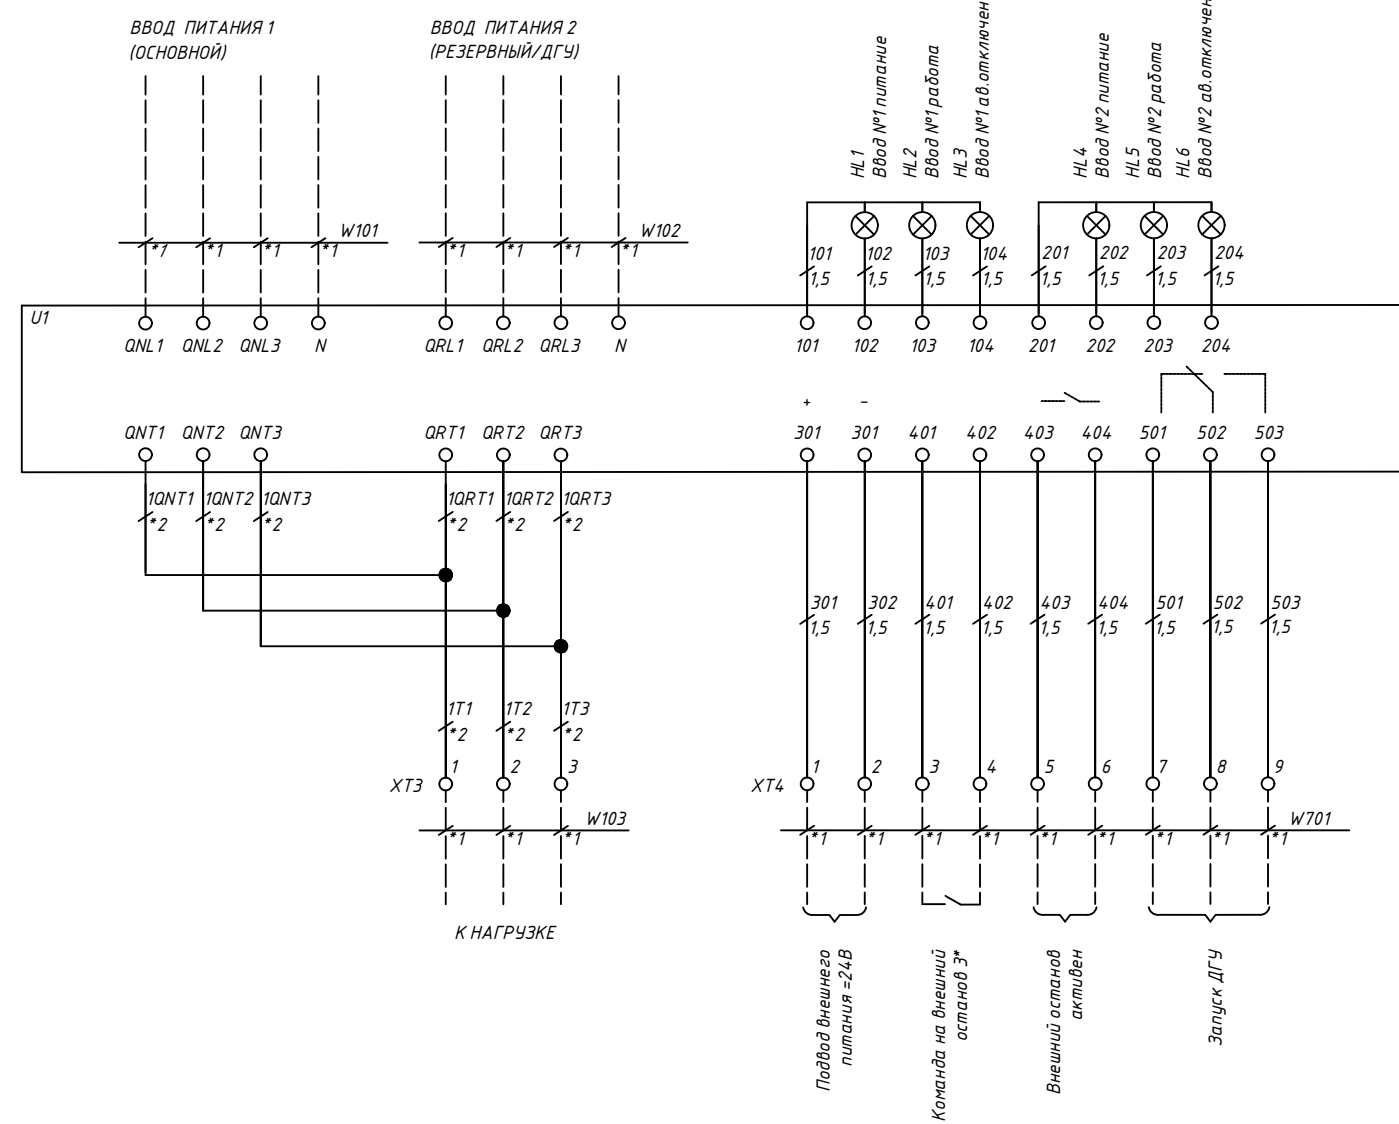 ВВОД ПИТАНИЯ 1
(ОСНОВНОЙ)
ВВОД ПИТАНИЯ 2
(РЕЗЕРВНЫЙ/ДГУ)
HL1
Ввод №1 питание
HL2
Ввод №1 работа
HL3
Ввод №1 ав.отключен
HL4
Ввод №2 питание
HL5
Ввод №2 работа
HL6
Ввод №2 ав.отключен
W101
*1 *1 *1 *1
W102
*1 *1 *1 *1
101 102 103 104 201 202 203 204
1,5 1,5 1,5 1,5 1,5 1,5 1,5 1,5
U1
QNL1 QNL2 QNL3 N QRL1 QRL2 QRL3 N 101 102 103 104 201 202 203 204
+ −
QNT1 QNT2 QNT3 QRT1 QRT2 QRT3 301 301 401 402 403 404 501 502 503
1QNT1 1QNT2 1QNT3 1QRT1 1QRT2 1QRT3
*2 *2 *2 *2 *2 *2
301 302 401 402 403 404 501 502 503
1,5 1,5 1,5 1,5 1,5 1,5 1,5 1,5 1,5
1T1 1T2 1T3
*2 *2 *2
XT3 1 2 3
XT4 1 2 3 4 5 6 7 8 9
W103
*1 *1 *1
W701
*1 *1 *1 *1 *1 *1 *1 *1 *1
К НАГРУЗКЕ
Подвод внешнего
питания =24В
Команда на внешний
останов 3*
Внешний останов
активен
Запуск ДГУ